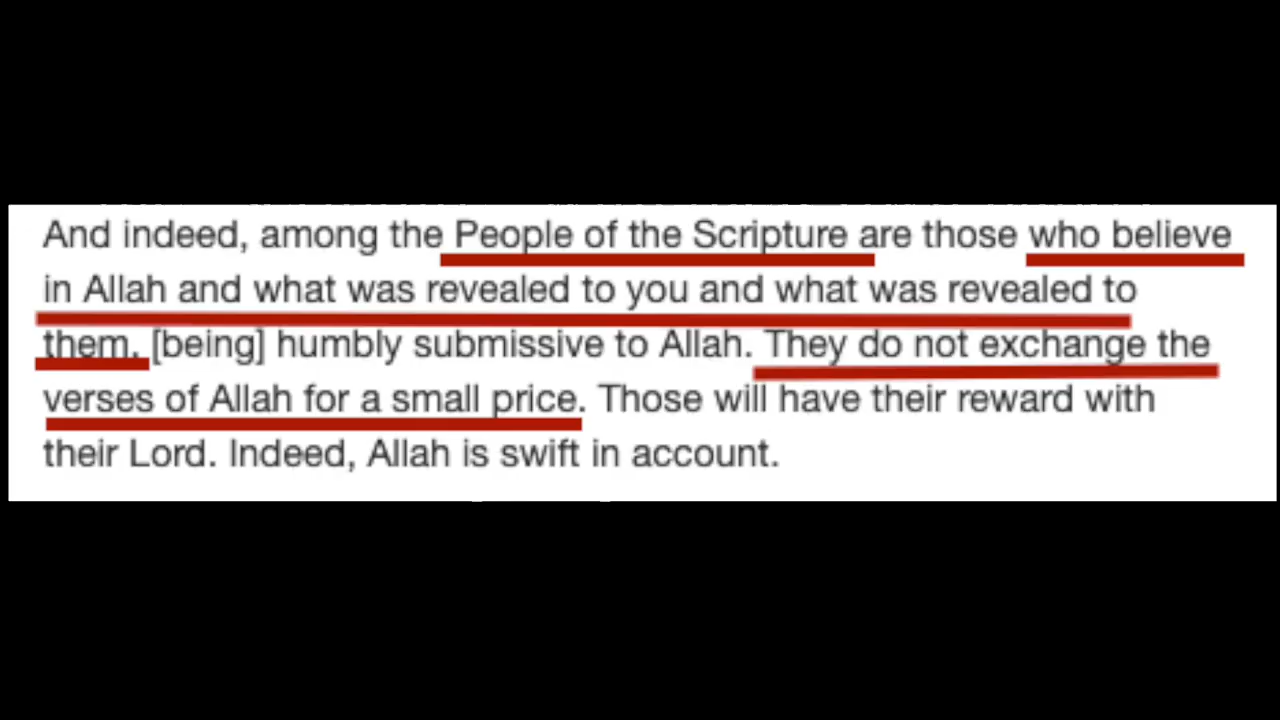 And indeed, among the People of the Scripture are those who believe
in Allah and what was revealed to you and what was revealed to
them, [being] humbly submissive to Allah. They do not exchange the
verses of Allah for a small price. Those will have their reward with
their Lord. Indeed, Allah is swift in account.